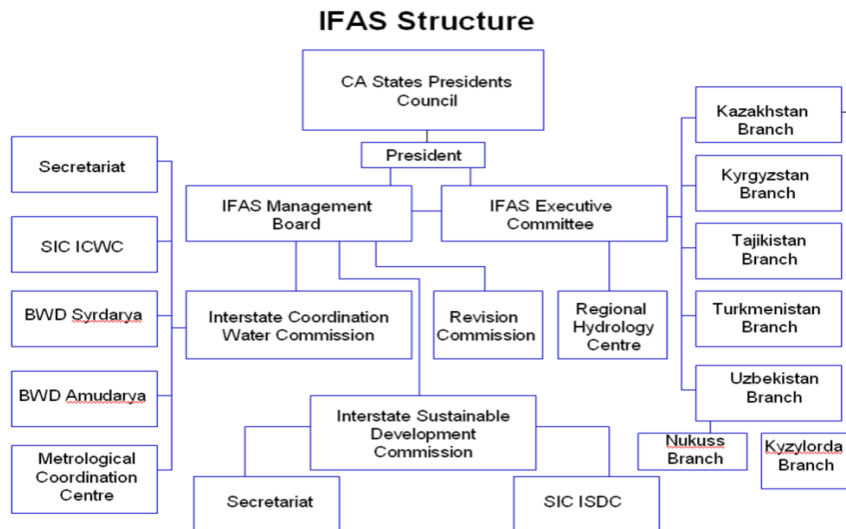 IFAS Structure
CA States Presidents
Council
President
IFAS Management
Board
IFAS Executive
Committee
Secretariat
SIC ICWC
BWD Syrdarya
BWD Amudarya
Metrological
Coordination
Centre
Interstate Coordination
Water Commission
Revision
Commission
Regional
Hydrology
Centre
Kazakhstan
Branch
Kyrgyzstan
Branch
Tajikistan
Branch
Turkmenistan
Branch
Uzbekistan
Branch
Nukuss
Branch
Kyzylorda
Branch
Interstate Sustainable
Development
Commission
Secretariat
SIC ISDC